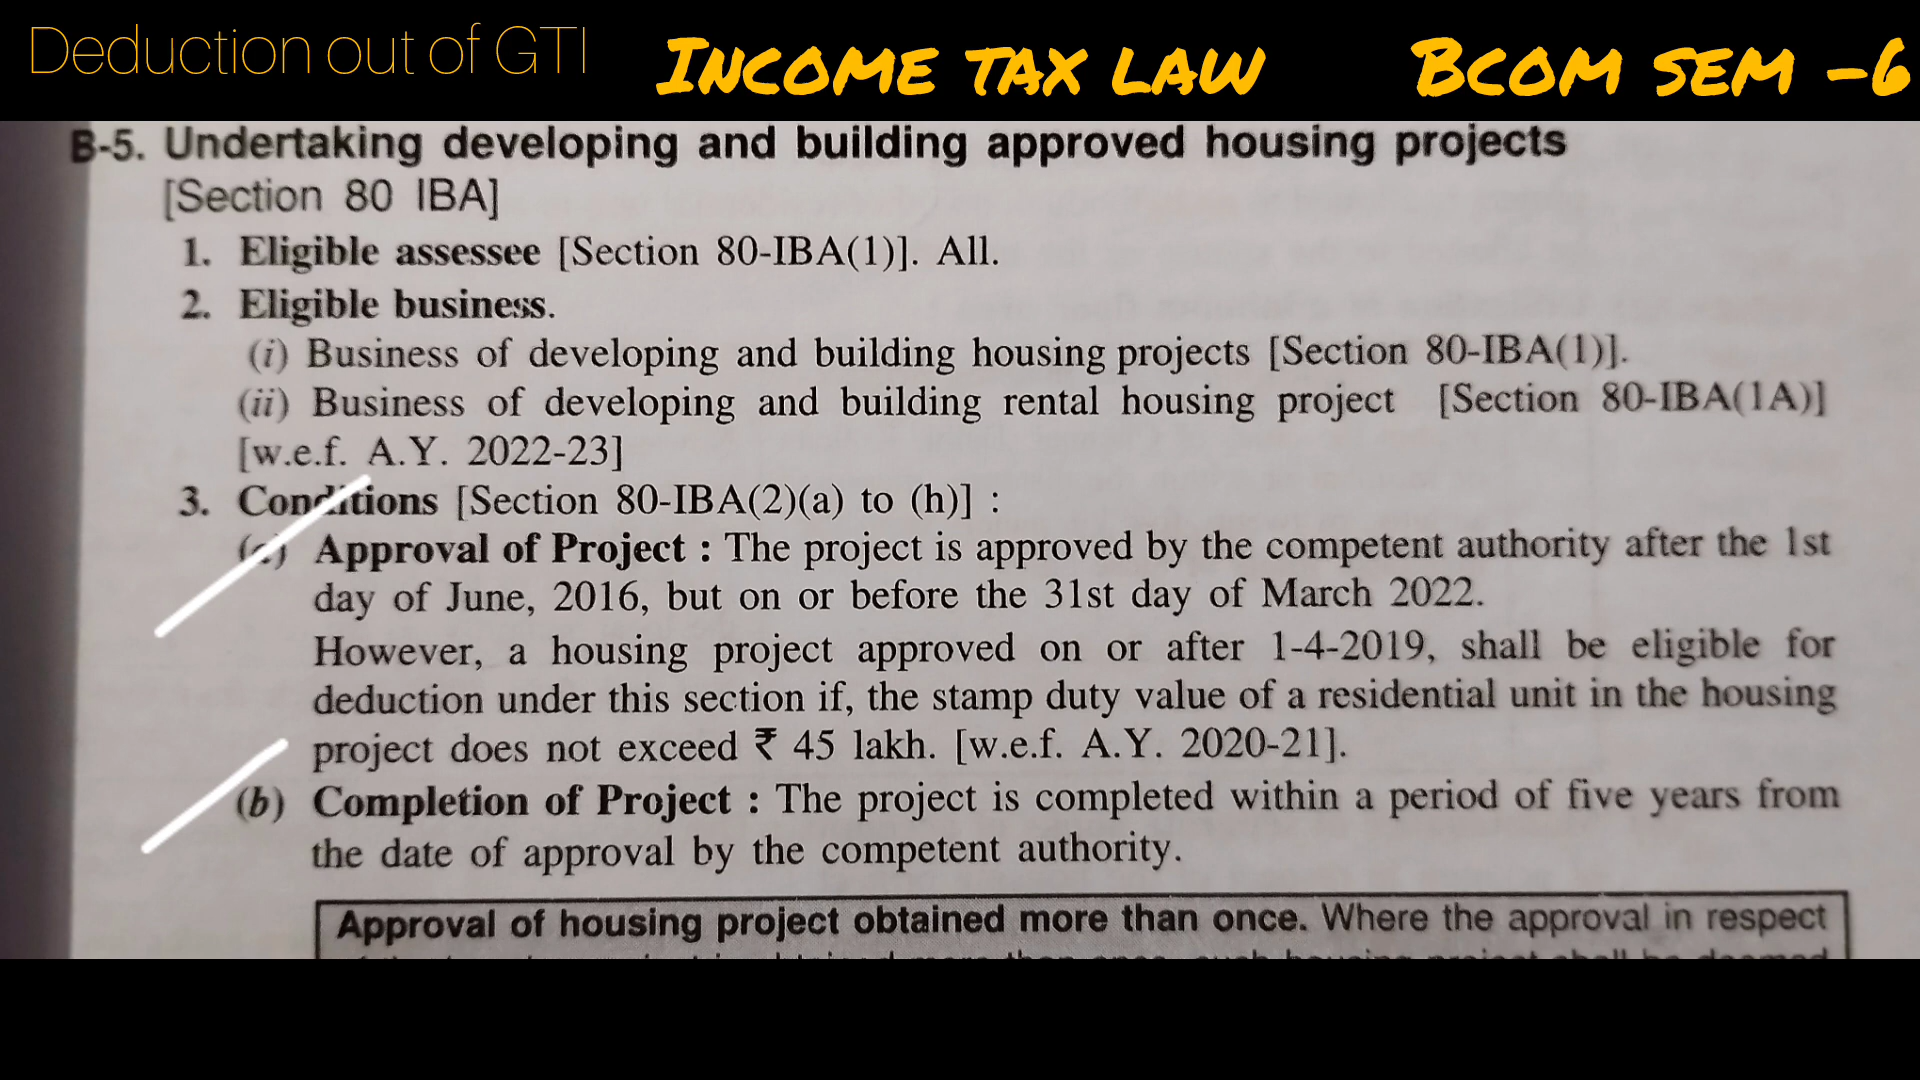 Deduction out of GTI INCOME TAX LAW BCOM SEM -6
B-5. Undertaking developing and building approved housing projects
[Section 80 IBA]
1. Eligible assessee [Section 80-IBA(1)]. All.
2. Eligible business.
(i) Business of developing and building housing projects [Section 80-IBA(1)].
(ii) Business of developing and building rental housing project [Section 80-IBA(1A)]
[w.e.f. A.Y. 2022-23]
3. Conditions [Section 80-IBA(2)(a) to (h)] :
(a) Approval of Project : The project is approved by the competent authority after the 1st
day of June, 2016, but on or before the 31st day of March 2022.
However, a housing project approved on or after 1-4-2019, shall be eligible for
deduction under this section if, the stamp duty value of a residential unit in the housing
project does not exceed ₹ 45 lakh. [w.e.f. A.Y. 2020-21].
(b) Completion of Project : The project is completed within a period of five years from
the date of approval by the competent authority.
Approval of housing project obtained more than once. Where the approval in respect